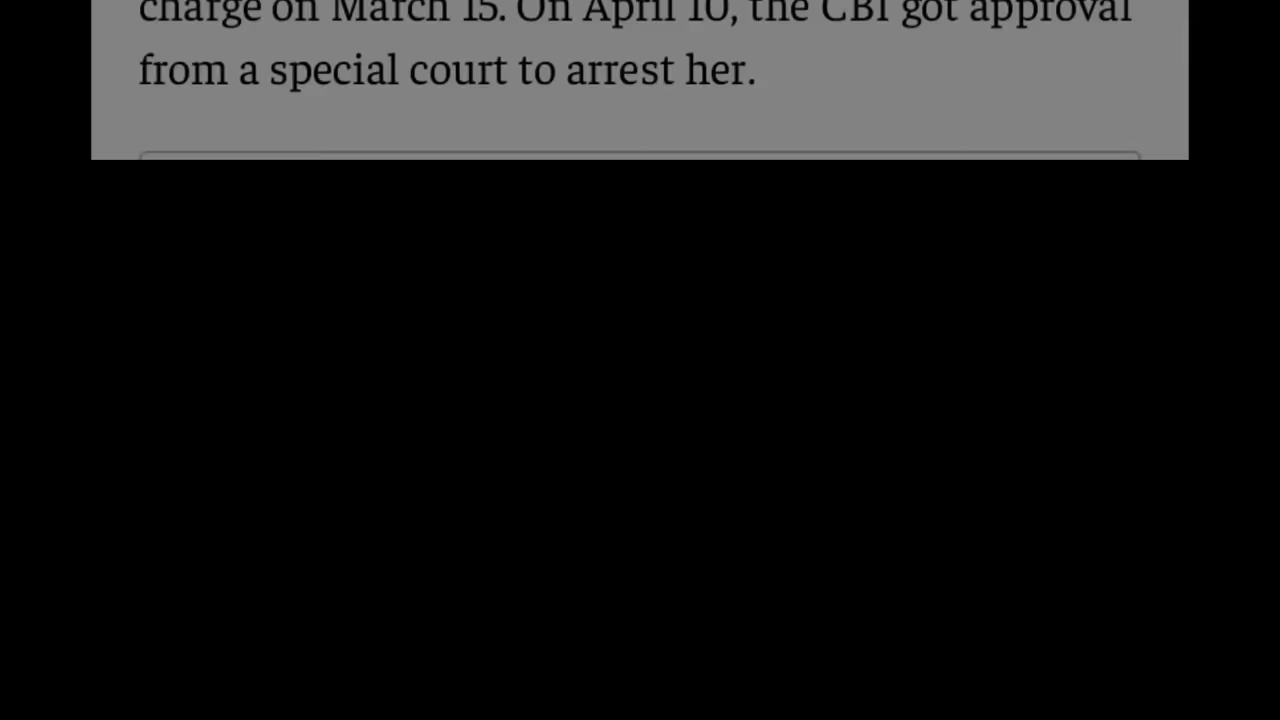 charge on March 15. On April 10, the CBI got approval
from a special court to arrest her.